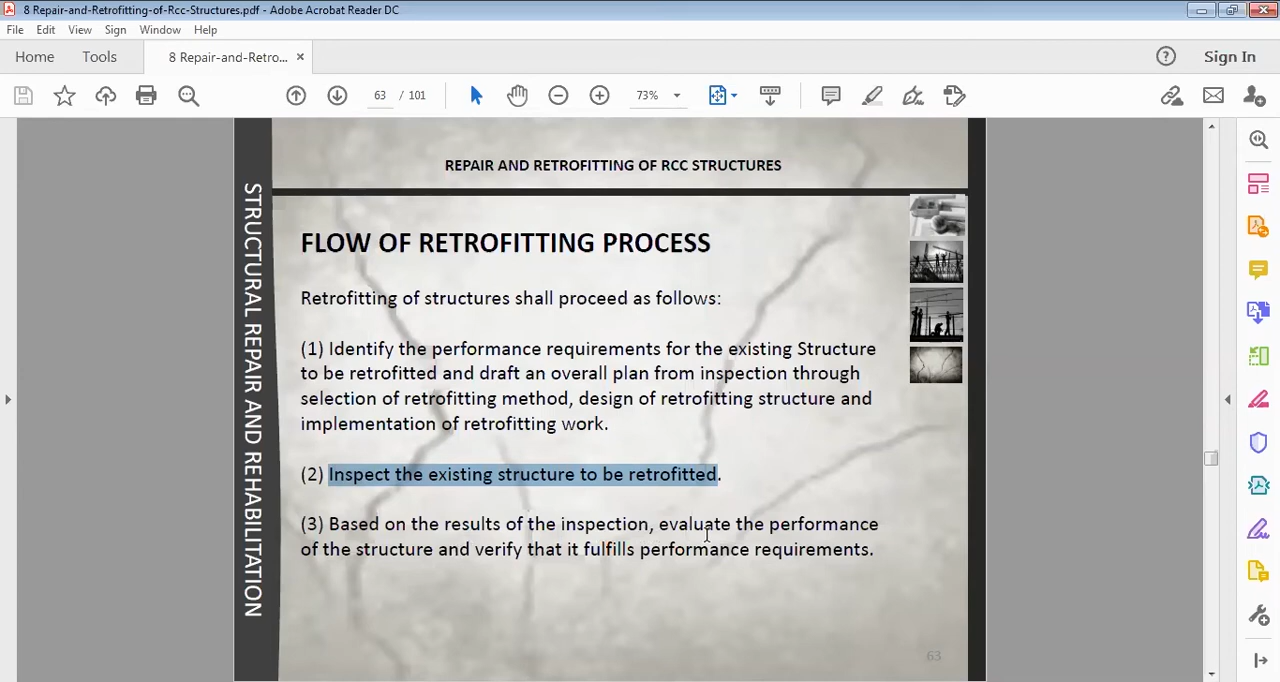 8 Repair-and-Retrofitting-of-Rcc-Structures.pdf - Adobe Acrobat Reader DC
File Edit View Sign Window Help
Home Tools 8 Repair-and-Retro... × Sign In
63 / 101 73%
REPAIR AND RETROFITTING OF RCC STRUCTURES
STRUCTURAL REPAIR AND REHABILITATION
FLOW OF RETROFITTING PROCESS
Retrofitting of structures shall proceed as follows:
(1) Identify the performance requirements for the existing Structure
to be retrofitted and draft an overall plan from inspection through
selection of retrofitting method, design of retrofitting structure and
implementation of retrofitting work.
(2) Inspect the existing structure to be retrofitted.
(3) Based on the results of the inspection, evaluate the performance
of the structure and verify that it fulfills performance requirements.
63